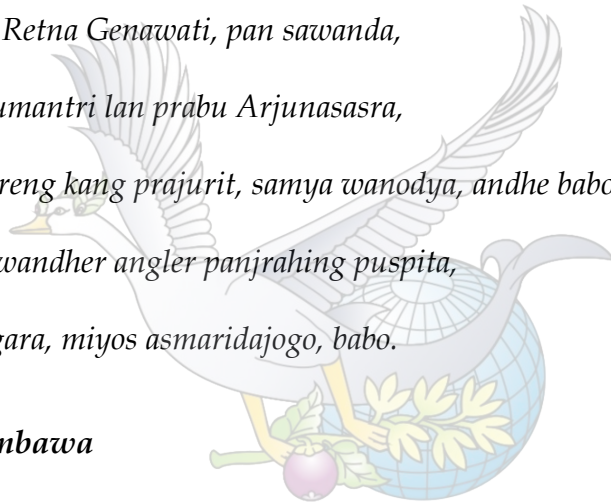 Retna Genawati, pan sawanda,
umantri lan prabu Arjunasasra,
reng kang prajurit, samya wanodya, andhe babo
wandher angler panjrahing puspita,
gara, miyos asmaridajogo, babo.
mbawa